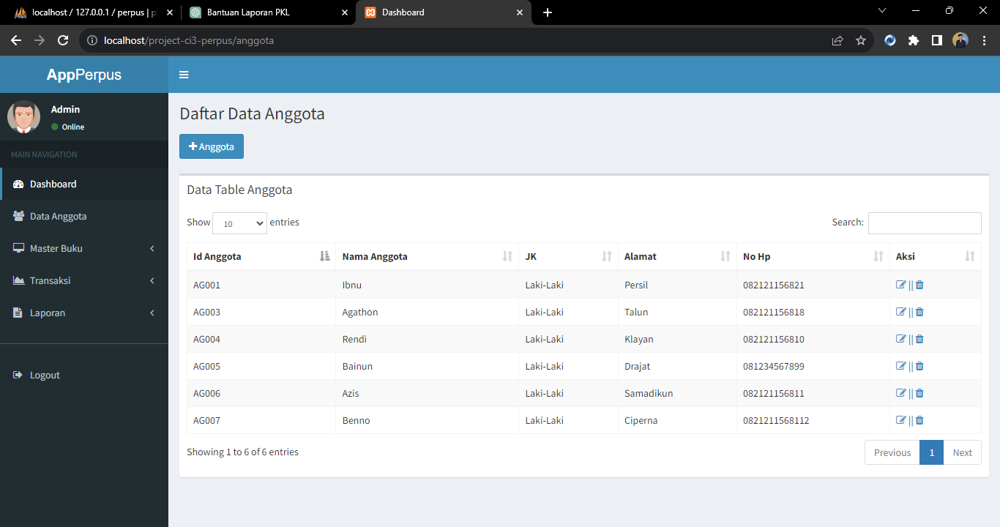 localhost / 127.0.0.1 / perpus | p
Bantuan Laporan PKL
Dashboard
localhost/project-ci3-perpus/anggota
AppPerpus
Admin
Online
MAIN NAVIGATION
Dashboard
Data Anggota
Master Buku
Transaksi
Laporan
Logout
Daftar Data Anggota
Anggota
Data Table Anggota
Show 10 entries
Search:
Id Anggota Nama Anggota JK Alamat No Hp Aksi
AG001 Ibnu Laki-Laki Persil 082121156821 ||
AG003 Agathon Laki-Laki Talun 082121156818 ||
AG004 Rendi Laki-Laki Klayan 082121156810 ||
AG005 Bainun Laki-Laki Drajat 081234567899 ||
AG006 Azis Laki-Laki Samadikun 082121156811 ||
AG007 Benno Laki-Laki Ciperna 0821211568112 ||
Showing 1 to 6 of 6 entries
Previous 1 Next